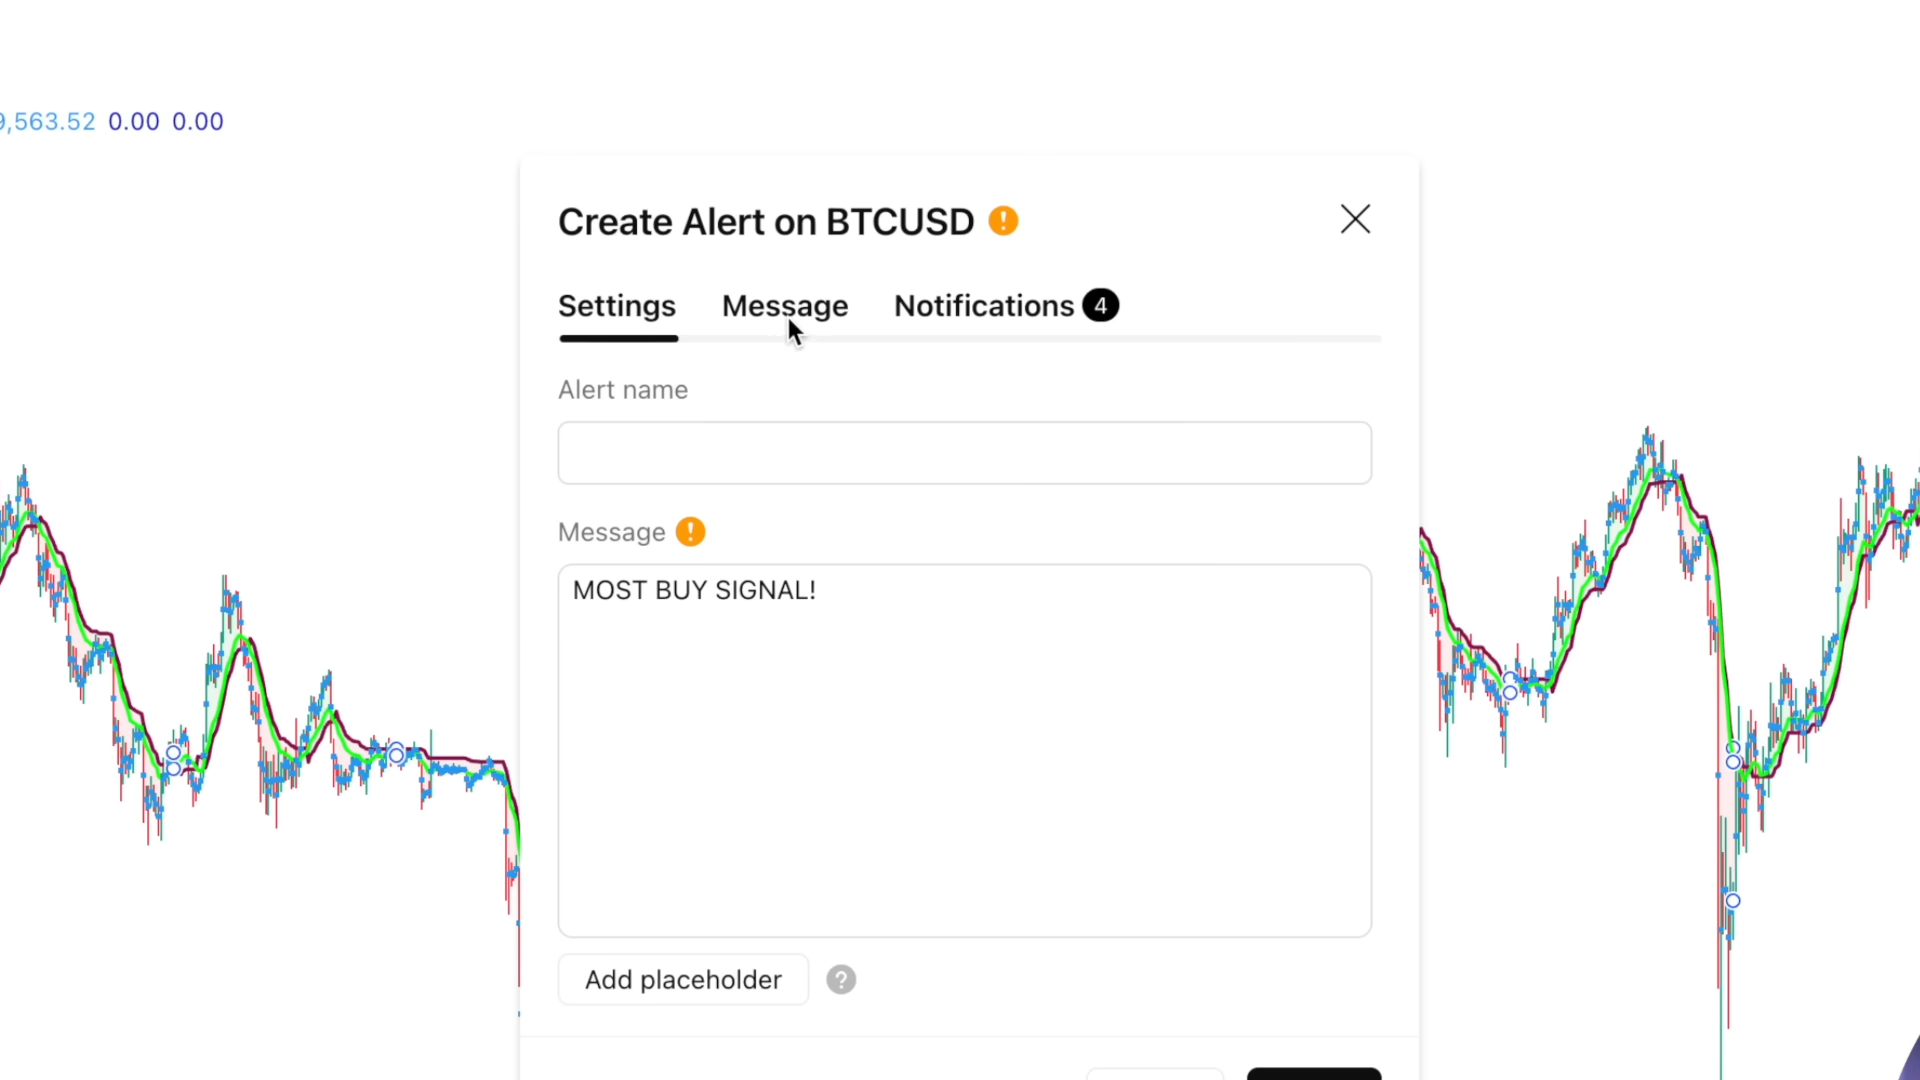 9,563.52 0.00 0.00
Create Alert on BTCUSD !
Settings Message Notifications 4
Alert name
Message !
MOST BUY SIGNAL!
Add placeholder ?